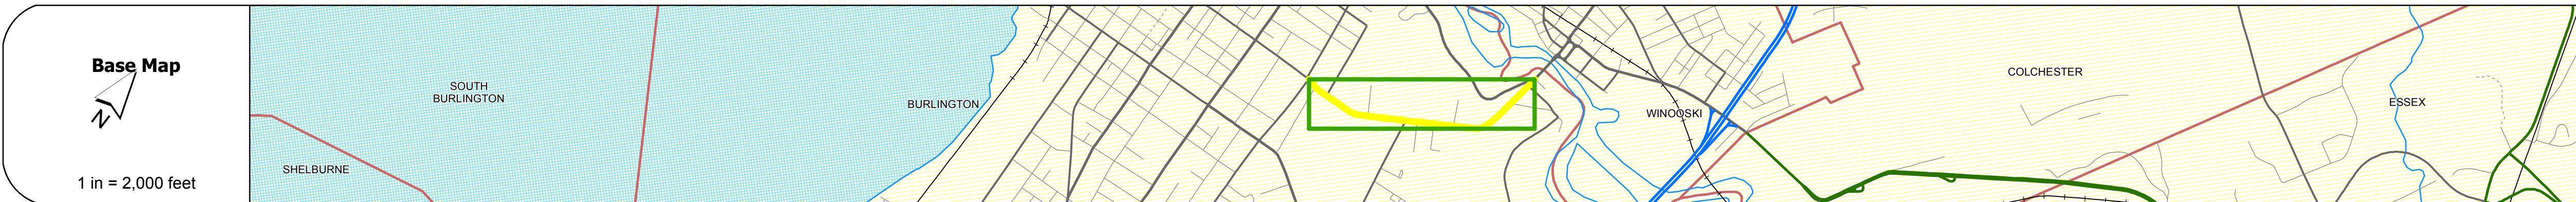 Base Map
N
1 in = 2,000 feet
SOUTH
BURLINGTON
SHELBURNE
BURLINGTON
WINOOSKI
COLCHESTER
ESSEX